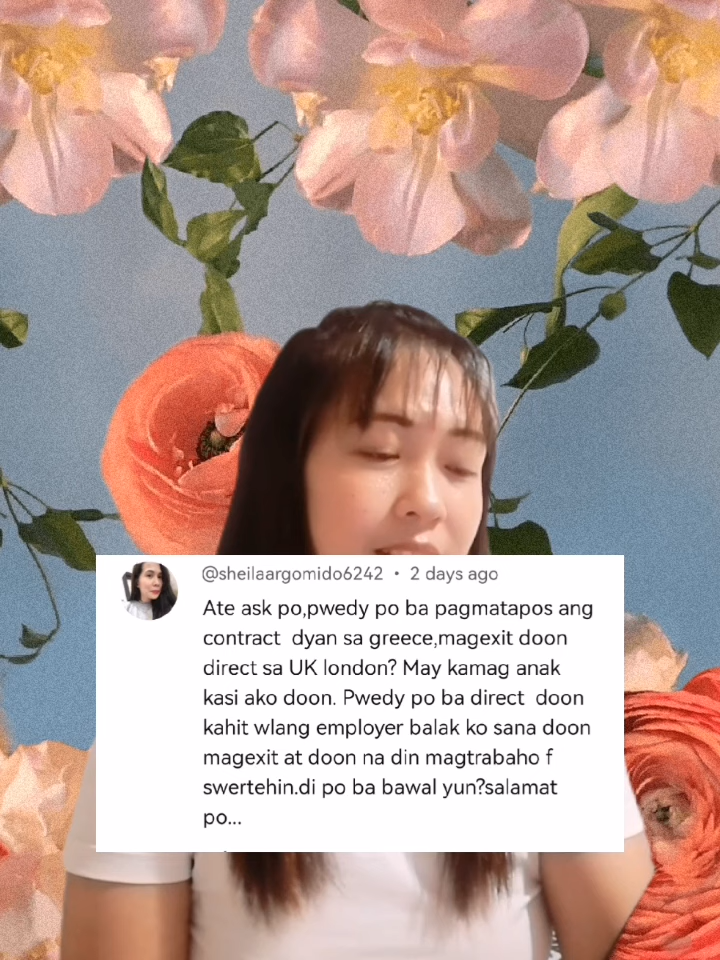 @sheilaargomido6242 • 2 days ago
Ate ask po,pwedy po ba pagmatapos ang
contract dyan sa greece,magexit doon
direct sa UK london? May kamag anak
kasi ako doon. Pwedy po ba direct doon
kahit wlang employer balak ko sana doon
magexit at doon na din magtrabaho f
swertehin.di po ba bawal yun?salamat
po...